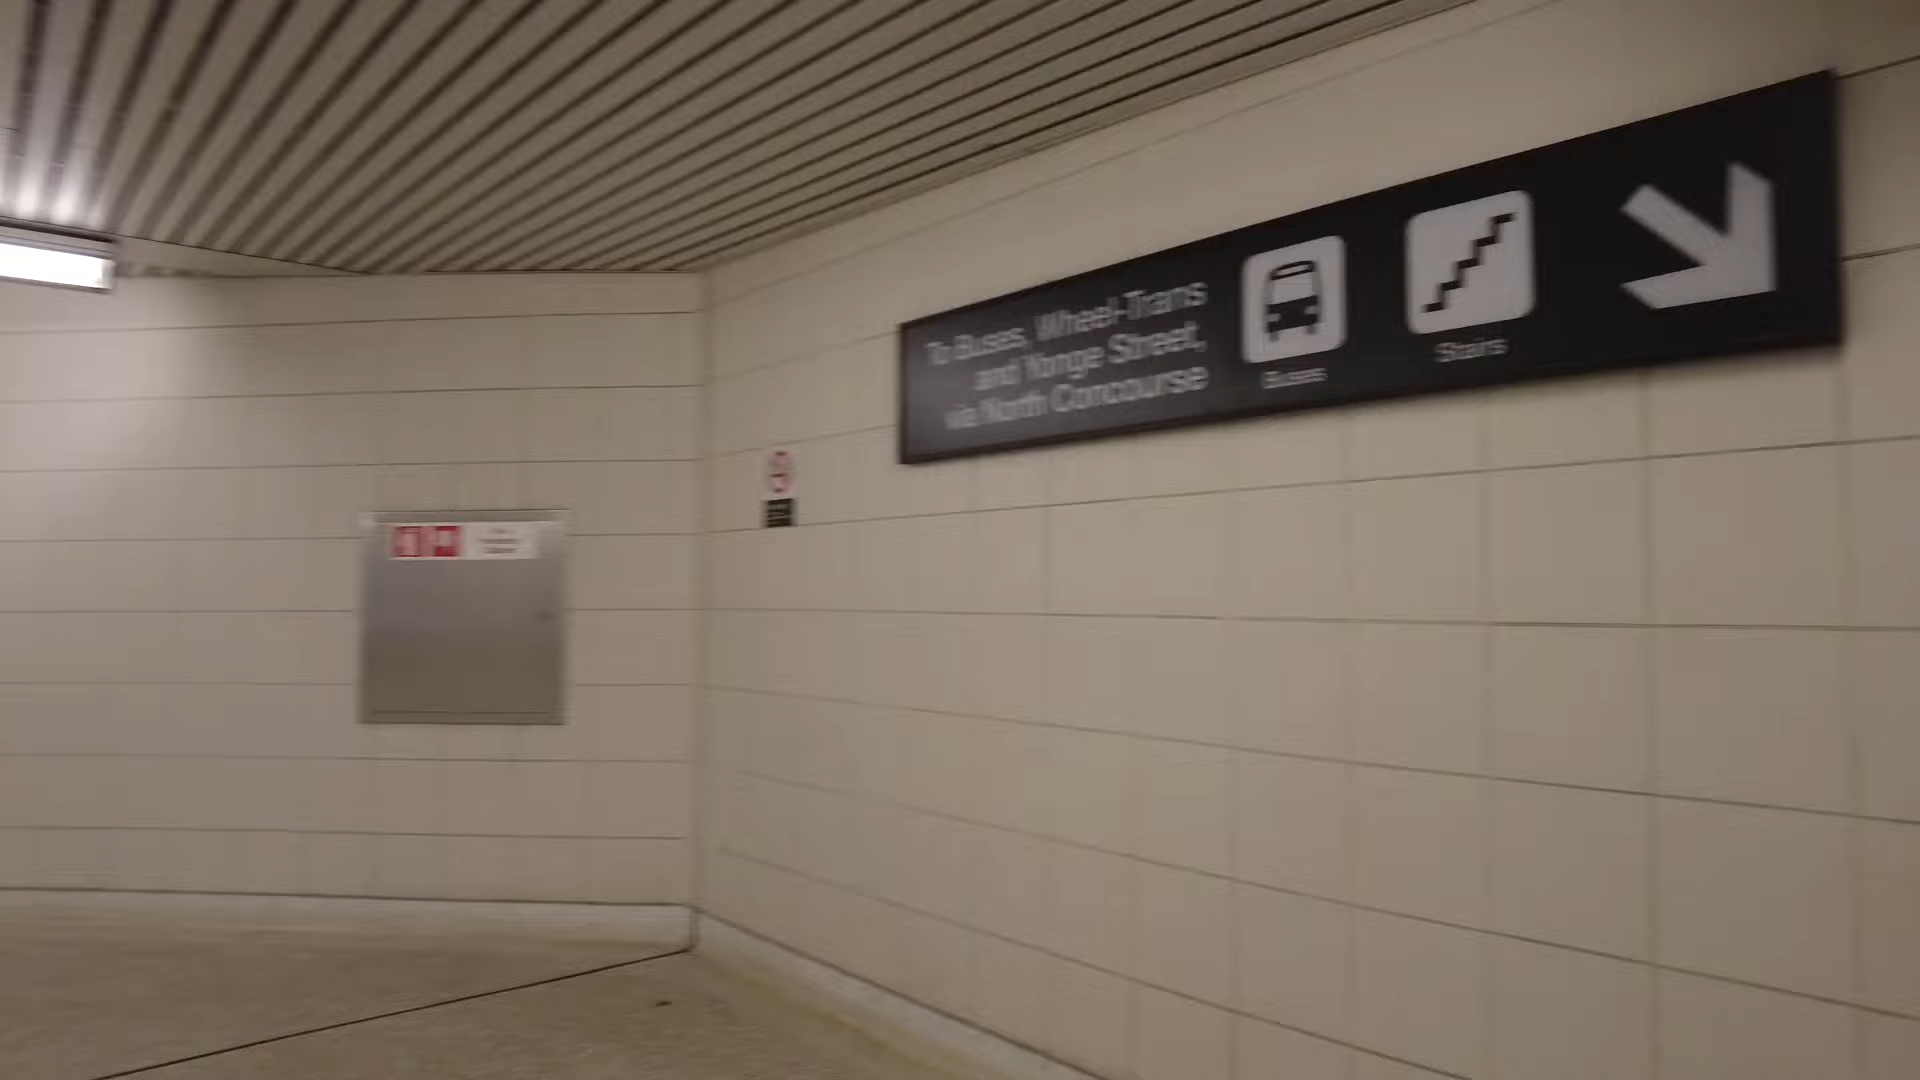 To Buses, Wheel-Trans
and Yonge Street,
via North Concourse
Buses
Stairs